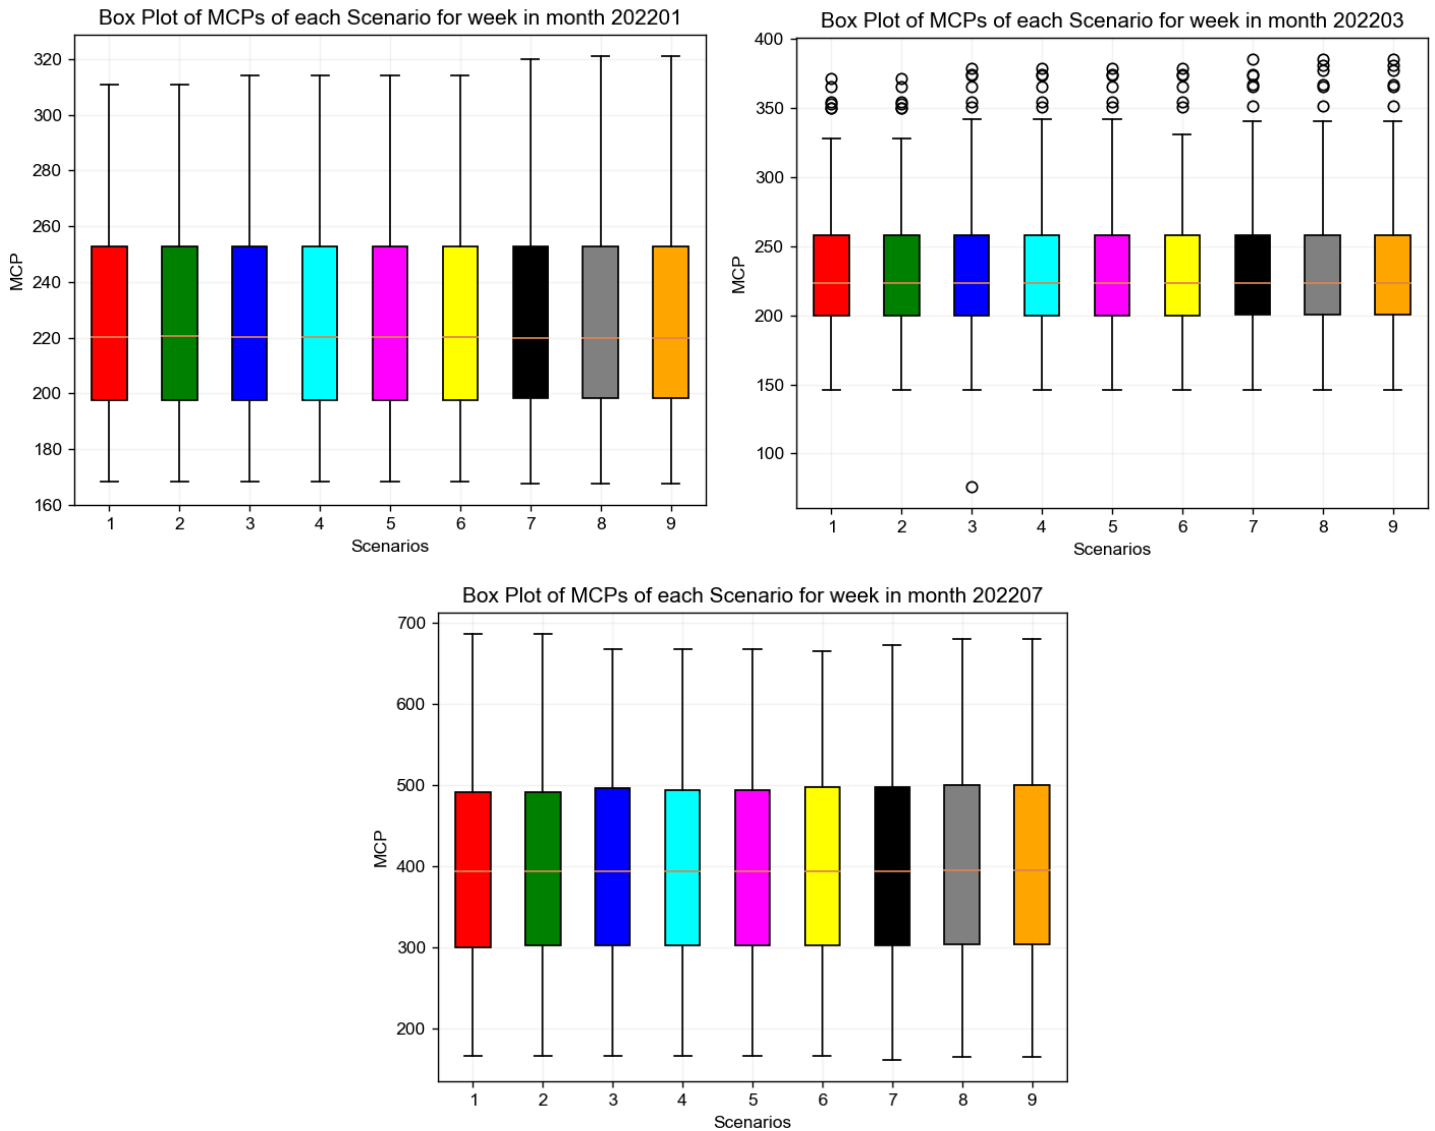 Box Plot of MCPs of each Scenario for week in month 202201
320
300
280
260
240
220
200
180
160
MCP
1 2 3 4 5 6 7 8 9
Scenarios
Box Plot of MCPs of each Scenario for week in month 202203
400
350
300
250
200
150
100
MCP
1 2 3 4 5 6 7 8 9
Scenarios
Box Plot of MCPs of each Scenario for week in month 202207
700
600
500
400
300
200
MCP
1 2 3 4 5 6 7 8 9
Scenarios